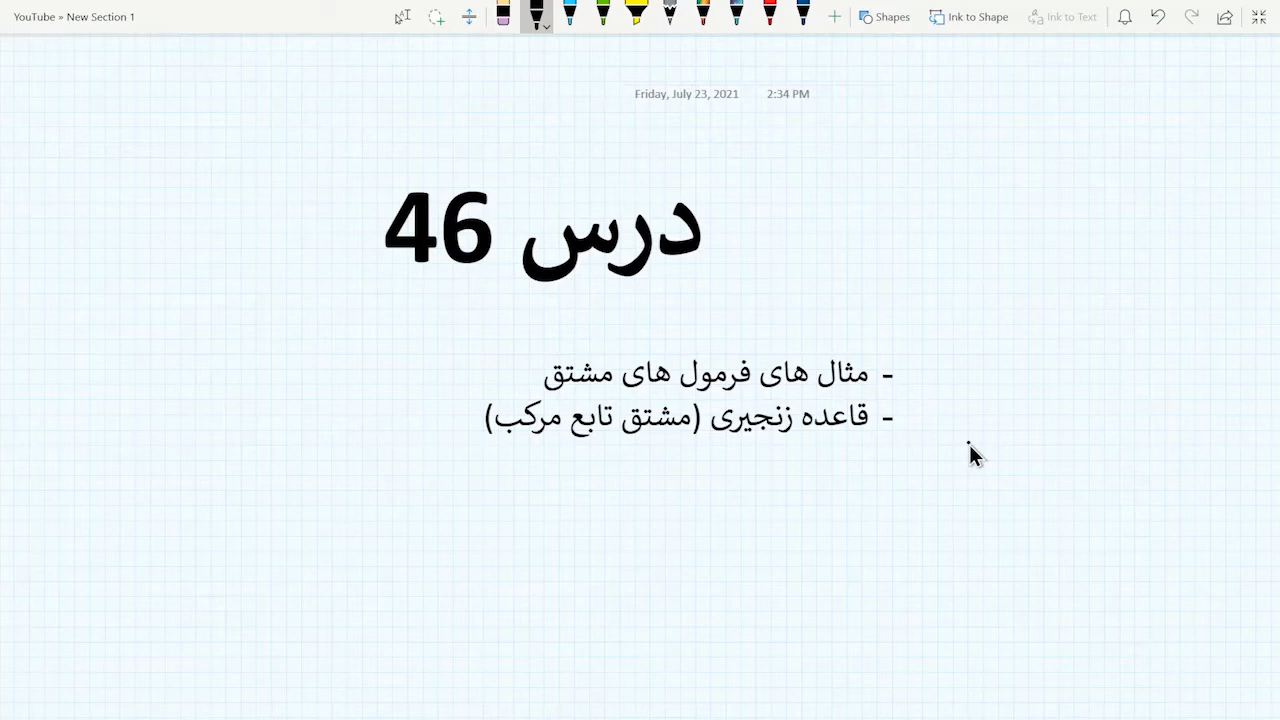 Youtube » New Section 1
Shapes
Ink to Shape
Ink to Text
Friday, July 23, 2021 2:34 PM
درس 46
- مثال های فرمول های مشتق
- قاعده زنجیری (مشتق تابع مرکب)